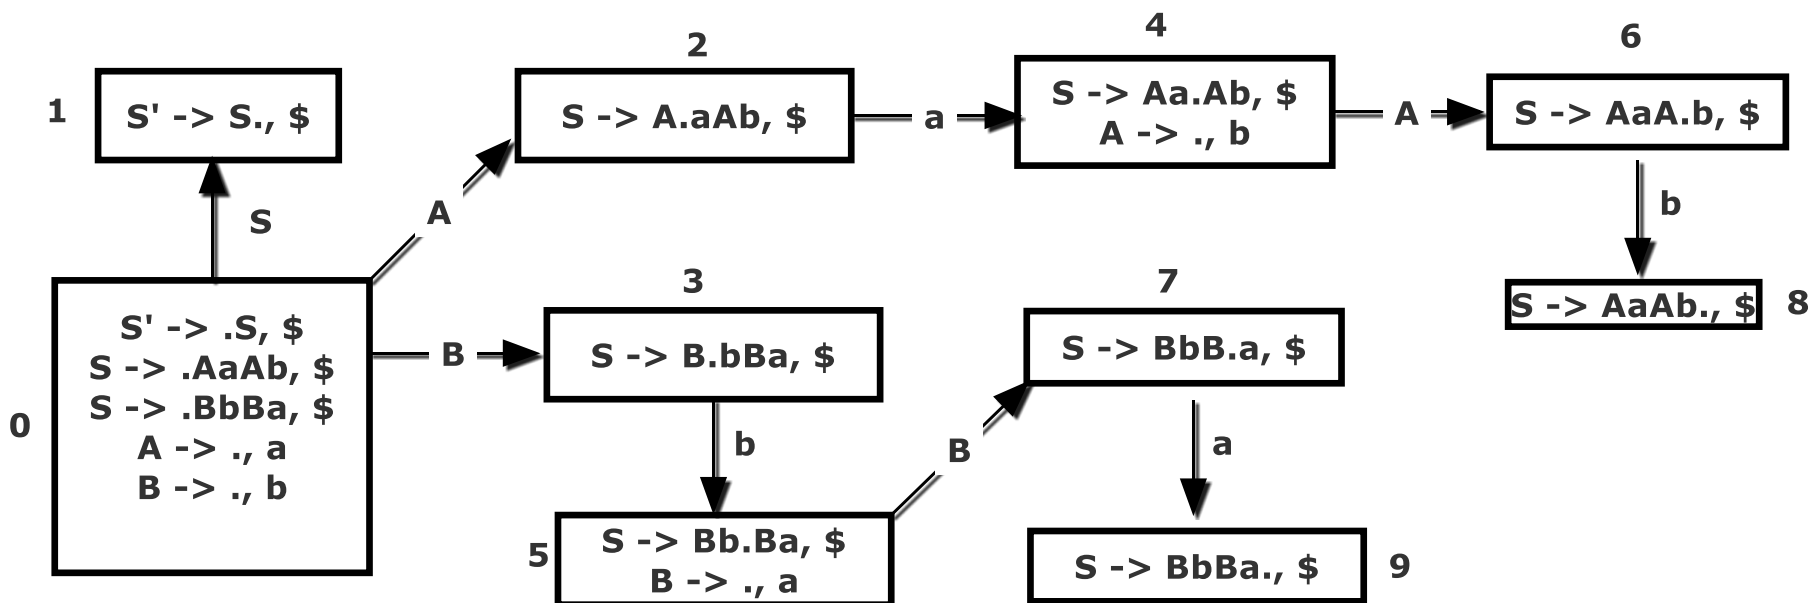 1
S' -> S., $
S
0
S' -> .S, $
S -> .AaAb, $
S -> .BbBa, $
A -> ., a
B -> ., b
A
2
S -> A.aAb, $
a
4
S -> Aa.Ab, $
A -> ., b
A
6
S -> AaA.b, $
b
S -> AaAb., $
8
B
3
S -> B.bBa, $
b
5
S -> Bb.Ba, $
B -> ., a
B
7
S -> BbB.a, $
a
S -> BbBa., $
9